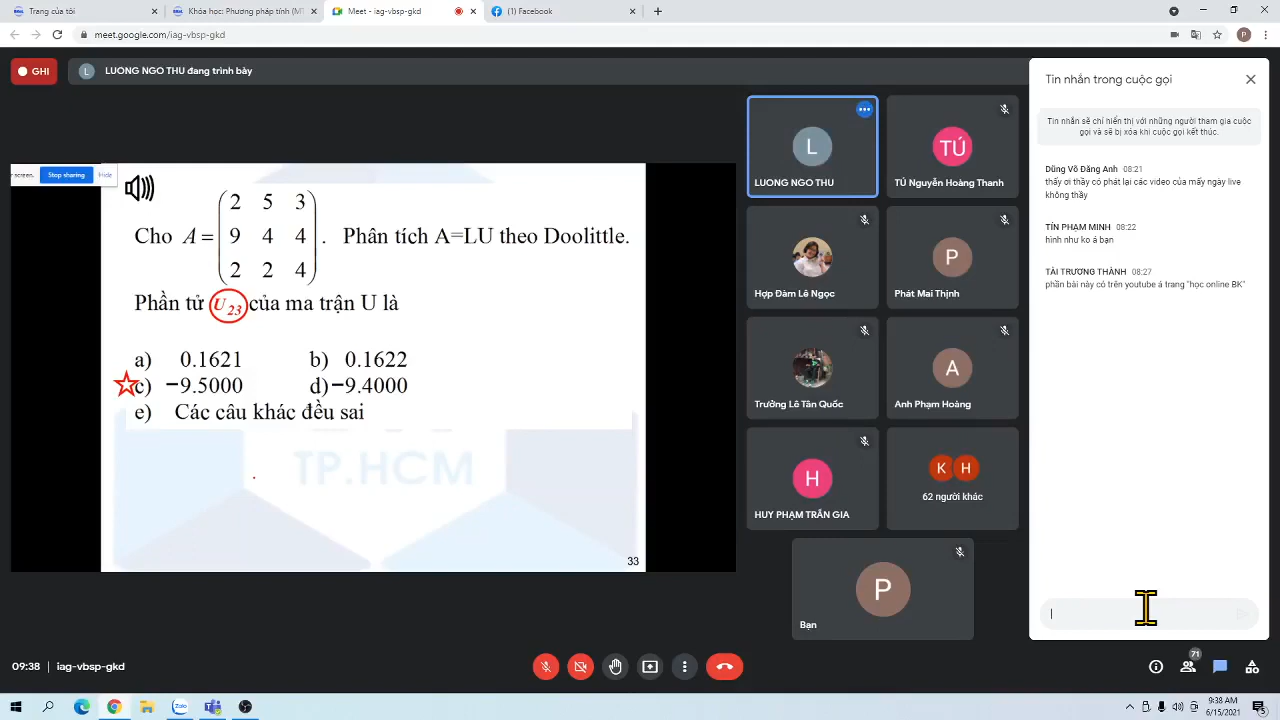 Trang của tôi
Khóa học: Phương pháp tính (MT
Meet - iag-vbsp-gkd
(1) Facebook
meet.google.com/iag-vbsp-gkd
P
GHI
L
LUONG NGO THU đang trình bày
r screen.
Stop sharing
Hide
Cho A = 
2 5 3
9 4 4
2 2 4
. Phân tích A=LU theo Doolittle.
Phần tử U23 của ma trận U là
a) 0.1621 b) 0.1622
c) −9.5000 d) −9.4000
e) Các câu khác đều sai
TP.HCM
33
L
LUONG NGO THU
TÚ
TÚ Nguyễn Hoàng Thanh
Hợp Đàm Lê Ngọc
P
Phát Mai Thịnh
Trường Lê Tân Quốc
A
Anh Phạm Hoàng
H
HUY PHẠM TRẦN GIA
K H
62 người khác
P
Bạn
Tin nhắn trong cuộc gọi
Tin nhắn sẽ chỉ hiển thị với những người tham gia cuộc
gọi và sẽ bị xóa khi cuộc gọi kết thúc.
Dũng Võ Đặng Anh 08:21
thầy ơi thầy có phát lại các video của mấy ngày live
không thầy
TÍN PHẠM MINH 08:22
hình như ko á bạn
TÀI TRƯƠNG THÀNH 08:27
phần bài này có trên youtube á trang "học online BK"
09:38 iag-vbsp-gkd
71
Zalo
9:38 AM
6/15/2021
5